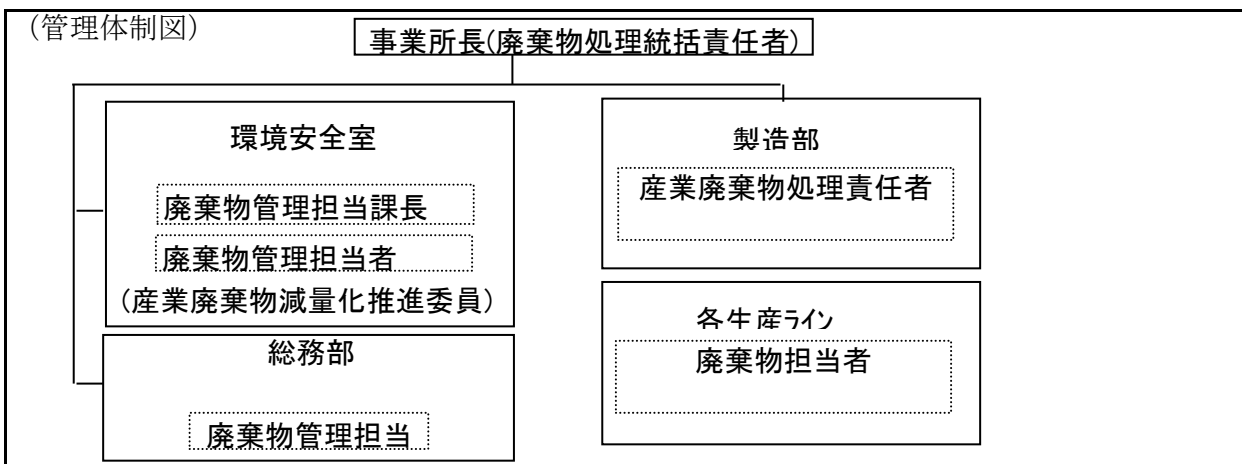 (管理体制図)
事業所長(廃棄物処理統括責任者)
環境安全室
廃棄物管理担当課長
廃棄物管理担当者
(産業廃棄物減量化推進委員)
総務部
廃棄物管理担当
製造部
産業廃棄物処理責任者
各生産ﾗｲﾝ
廃棄物担当者